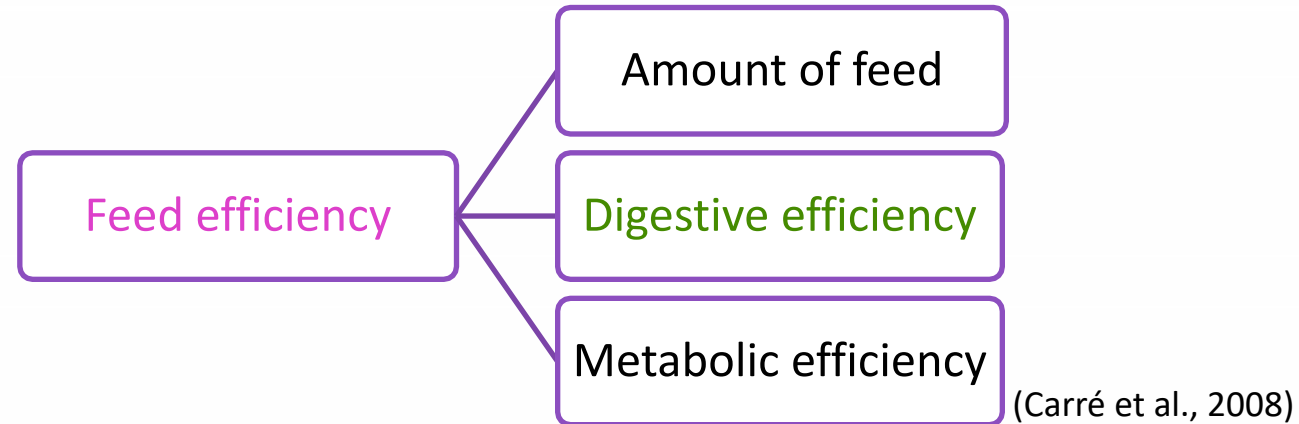 Amount of feed
Feed efficiency
Digestive efficiency
Metabolic efficiency
(Carré et al., 2008)